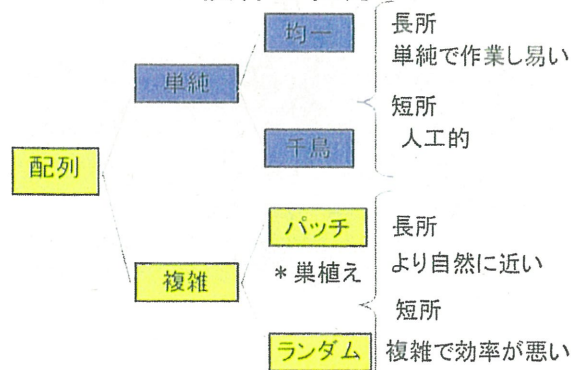 配列
単純
均一
千鳥
長所
単純で作業し易い
短所
人工的
複雑
パッチ
*巣植え
ランダム
長所
より自然に近い
短所
複雑で効率が悪い